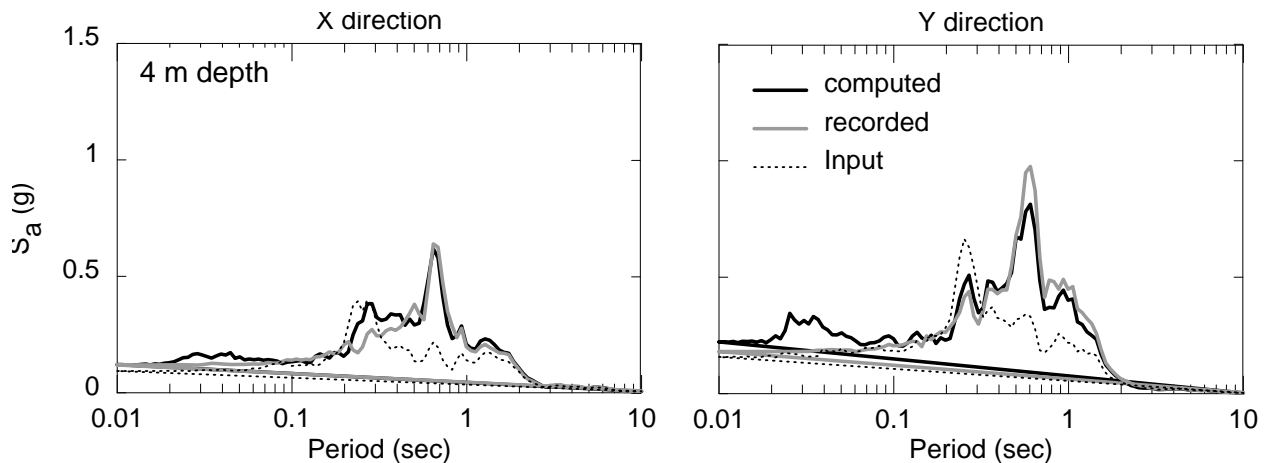 X direction
1.5
1
0.5
0
Sa (g)
4 m depth
0.01
0.1
1
10
Period (sec)
Y direction
computed
recorded
Input
0.01
0.1
1
10
Period (sec)